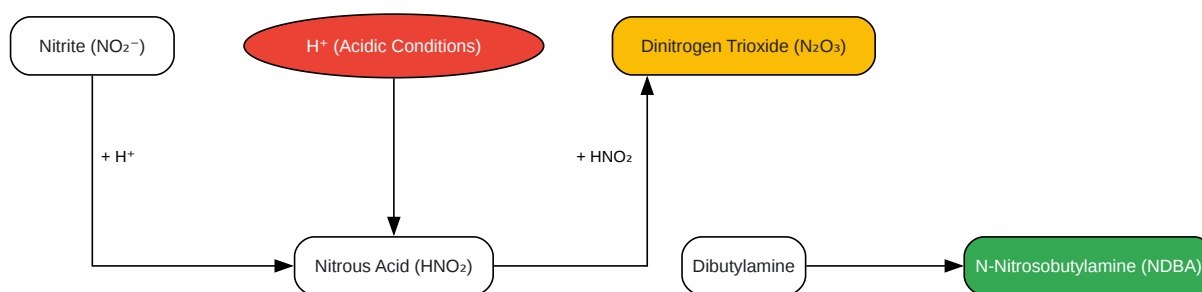 Nitrite (NO₂⁻)
H⁺ (Acidic Conditions)
Dinitrogen Trioxide (N₂O₃)
+ H⁺
+ HNO₂
Nitrous Acid (HNO₂)
Dibutylamine
N-Nitrosobutylamine (NDBA)